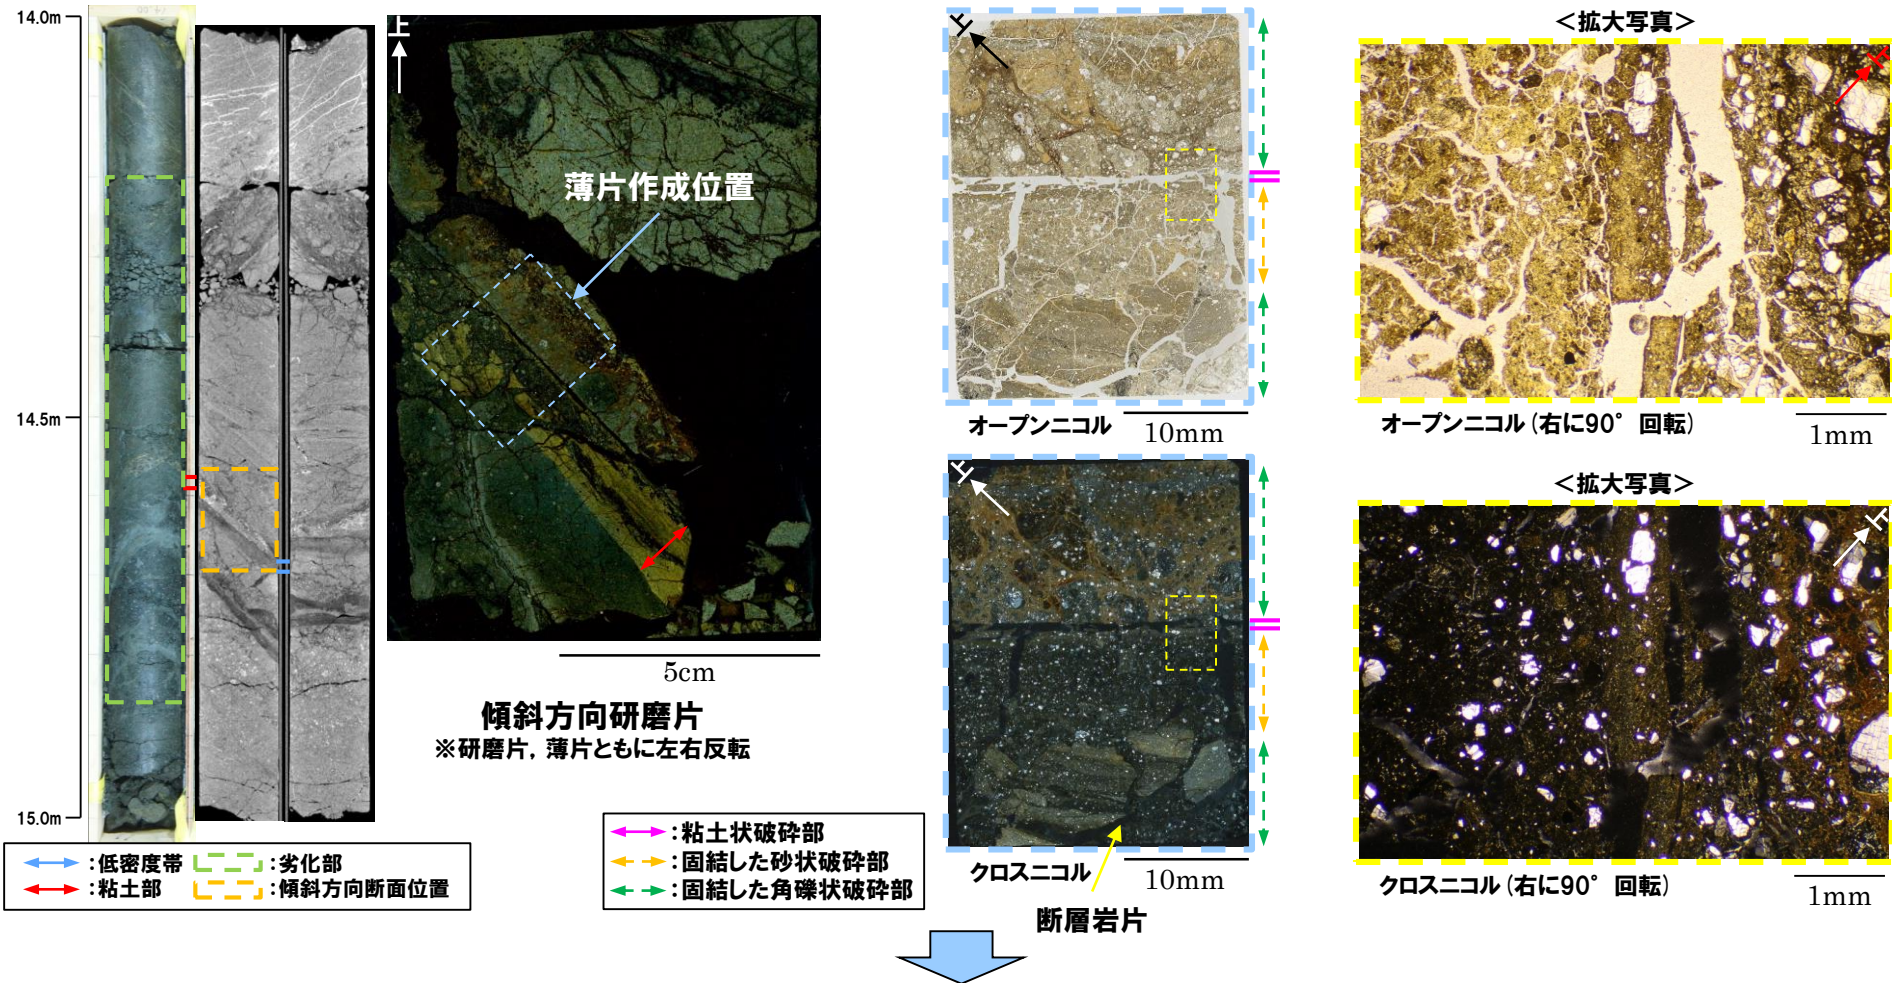 14.0m
14.5m
15.0m
上
薄片作成位置
5cm
傾斜方向研磨片
※研磨片，薄片ともに左右反転
上
オープンニコル
10mm
上
クロスニコル
10mm
断層岩片
＜拡大写真＞
上
オープンニコル（右に90° 回転）
1mm
＜拡大写真＞
上
クロスニコル（右に90° 回転）
1mm
：低密度帯
：劣化部
：粘土部
：傾斜方向断面位置
：粘土状破砕部
：固結した砂状破砕部
：固結した角礫状破砕部